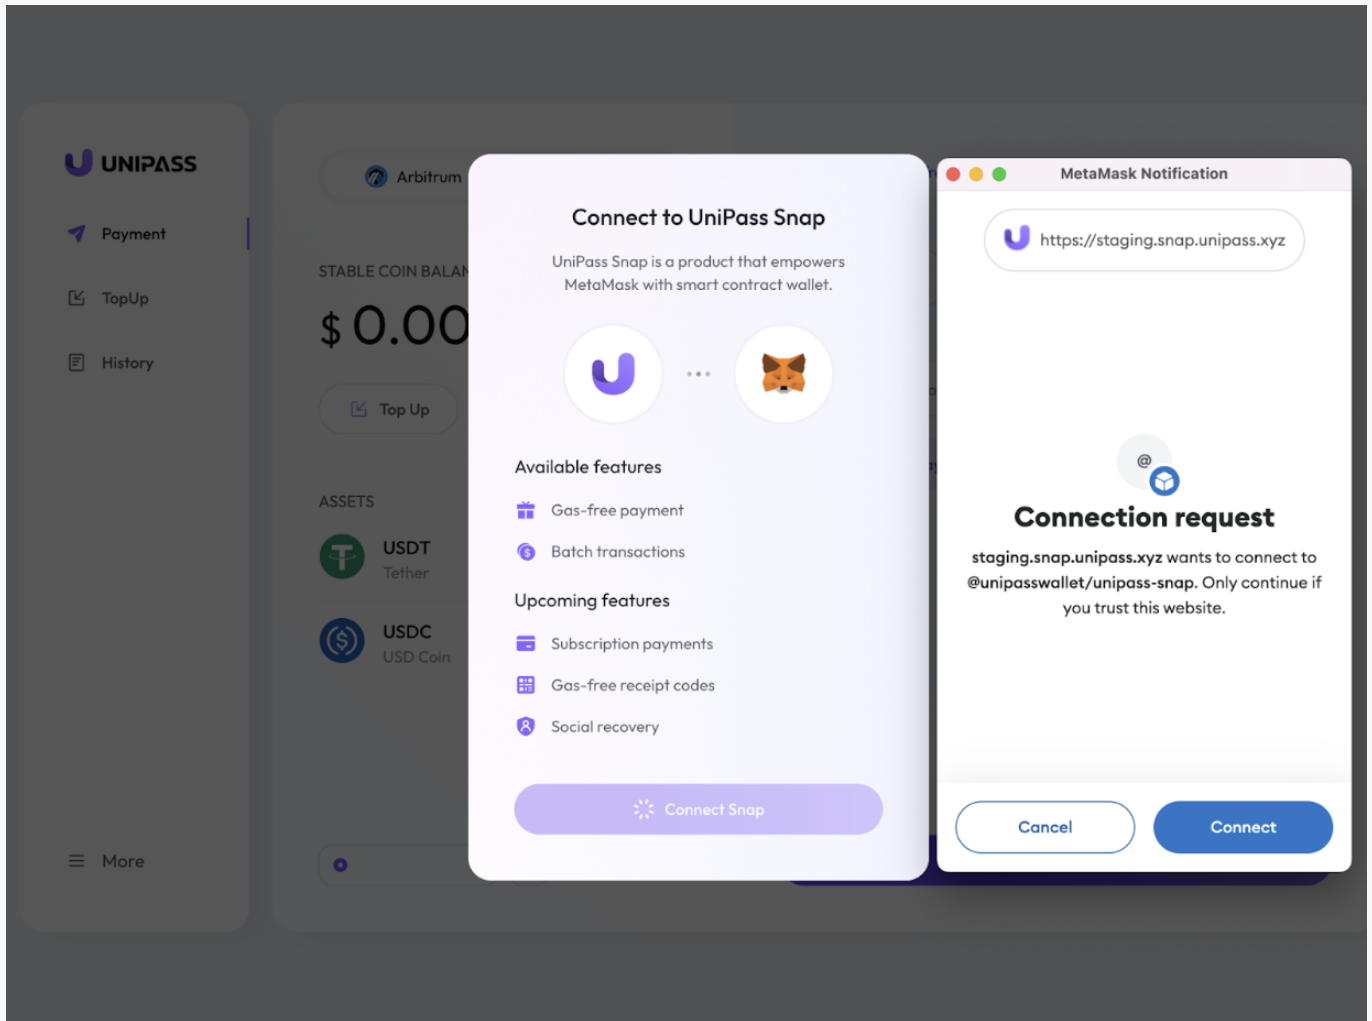 UNIPASS
Payment
TopUp
History
More
Arbitrum
STABLE COIN BALAN
$ 0.00
Top Up
ASSETS
USDT
Tether
USDC
USD Coin
Connect to UniPass Snap
UniPass Snap is a product that empowers
MetaMask with smart contract wallet.
Available features
Gas-free payment
Batch transactions
Upcoming features
Subscription payments
Gas-free receipt codes
Social recovery
Connect Snap
MetaMask Notification
https://staging.snap.unipass.xyz
@
Connection request
staging.snap.unipass.xyz wants to connect to
@unipasswallet/unipass-snap. Only continue if
you trust this website.
Cancel
Connect